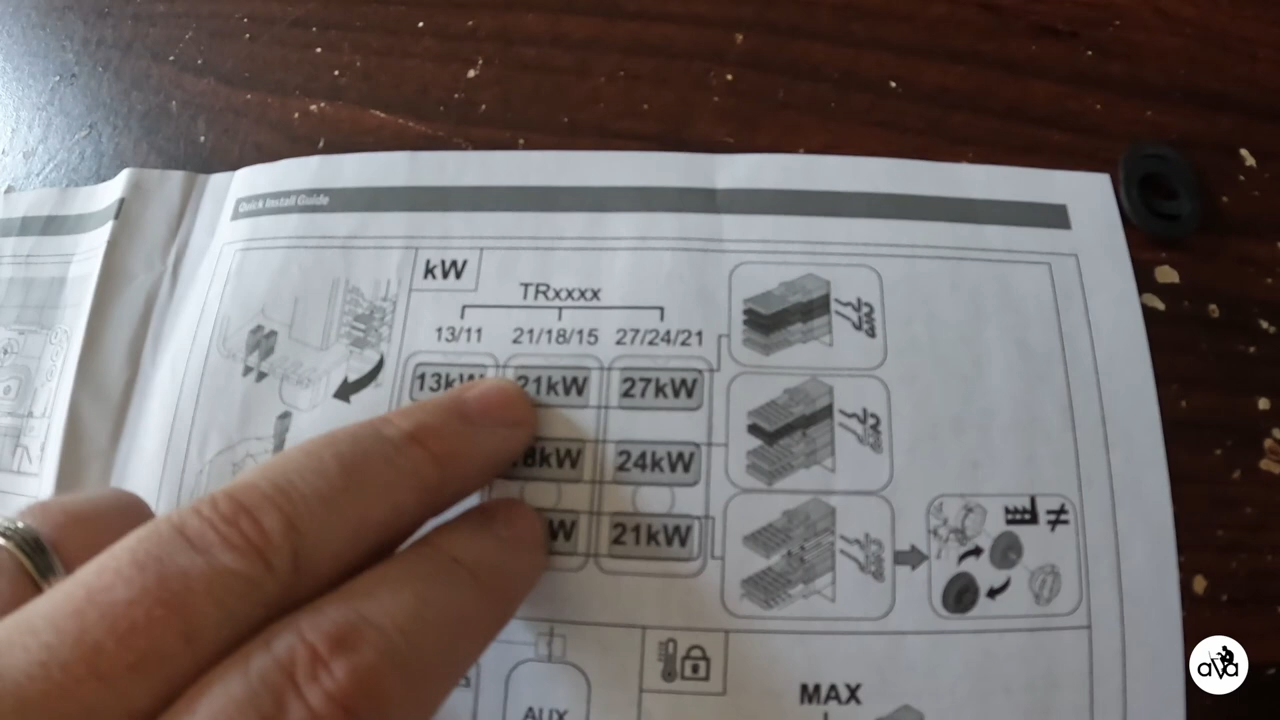 Quick Install Guide
kW
TRxxxx
13/11 21/18/15 27/24/21
21kW 27kW
24kW
21kW
AUX
MAX
ava